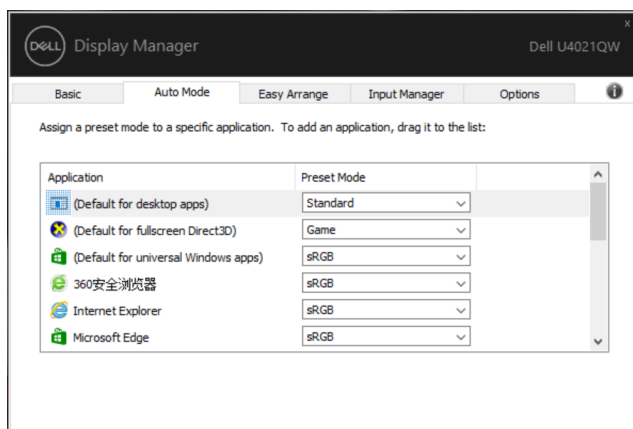 DELL Display Manager Dell U4021QW
x
Basic Auto Mode Easy Arrange Input Manager Options
Assign a preset mode to a specific application. To add an application, drag it to the list:
Application Preset Mode
(Default for desktop apps) Standard
(Default for fullscreen Direct3D) Game
(Default for universal Windows apps) sRGB
360安全浏览器 sRGB
Internet Explorer sRGB
Microsoft Edge sRGB